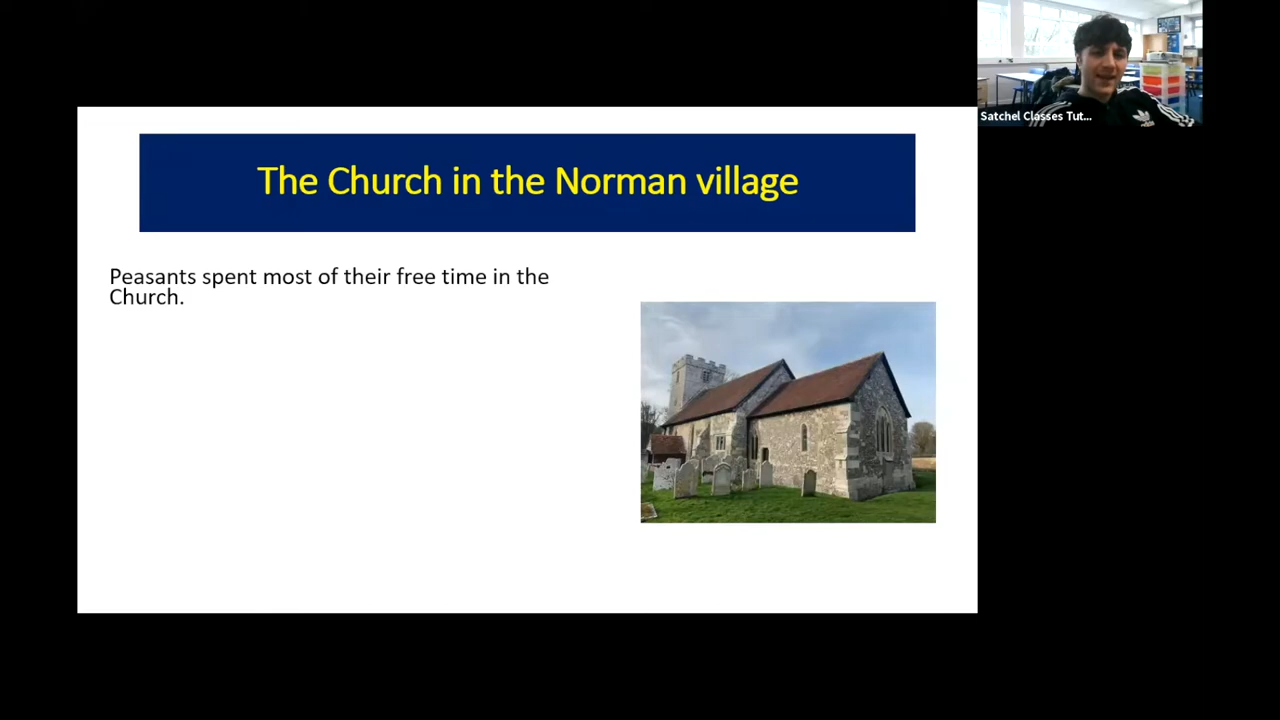 Satchel Classes Tut...
The Church in the Norman village
Peasants spent most of their free time in the
Church.